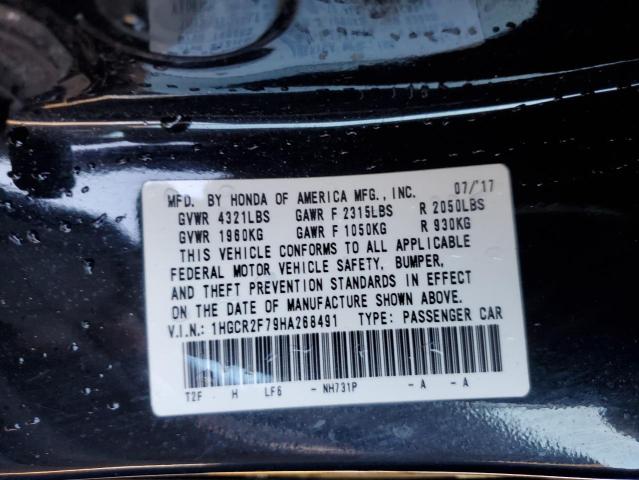 MFD. BY HONDA OF AMERICA MFG., INC. 07/'17
GVWR 4321LBS GAWR F 2315LBS R 2050LBS
GVWR 1960KG GAWR F 1050KG R 930KG
THIS VEHICLE CONFORMS TO ALL APPLICABLE
FEDERAL MOTOR VEHICLE SAFETY, BUMPER,
AND THEFT PREVENTION STANDARDS IN EFFECT
ON THE DATE OF MANUFACTURE SHOWN ABOVE.
V.I.N.: 1HGCR2F79HA268491 TYPE: PASSENGER CAR
T2F H LF6 - NH731P - A - A